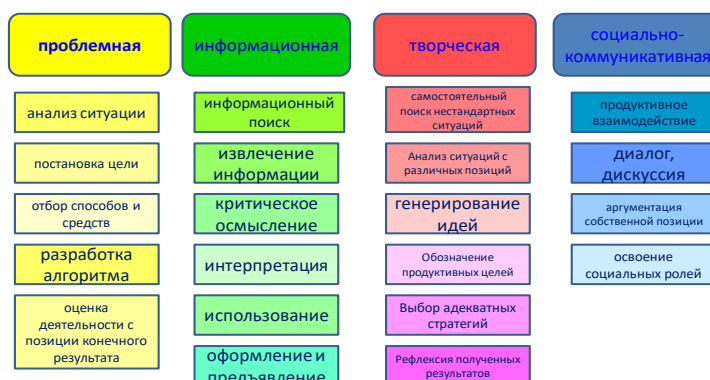 проблемная
анализ ситуации
постановка цели
отбор способов и
средств
разработка
алгоритма
оценка
деятельности с
позиции конечного
результата
информационная
информационный
поиск
извлечение
информации
критическое
осмысление
интерпретация
использование
оформление и
предъявление
творческая
самостоятельный
поиск нестандартных
ситуаций
Анализ ситуаций с
различных позиций
генерирование
идей
Обозначение
продуктивных целей
Выбор адекватных
стратегий
Рефлексия полученных
результатов
социально-
коммуникативная
продуктивное
взаимодействие
диалог,
дискуссия
аргументация
собственной позиции
освоение
социальных ролей